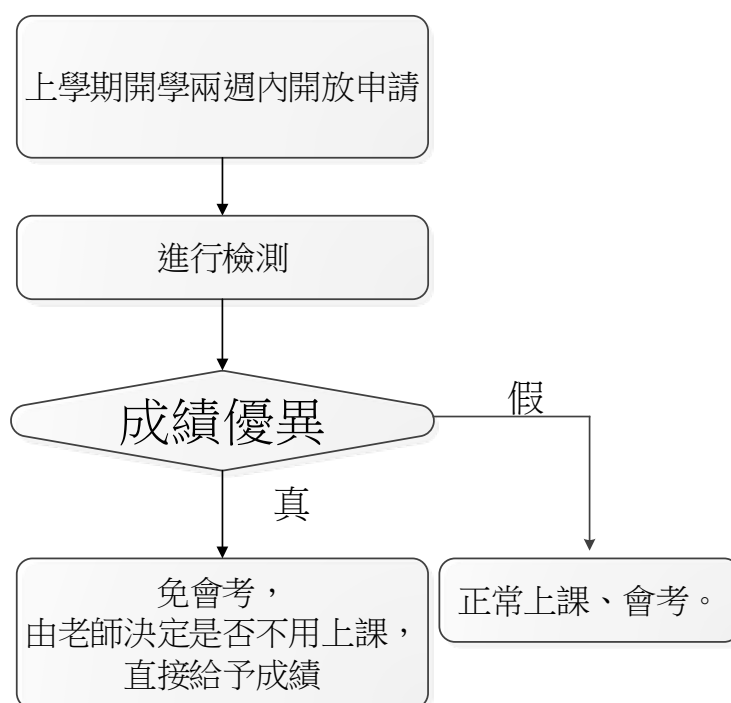 上學期開學兩週內開放申請
進行檢測
成績優異
假
真
免會考，
由老師決定是否不用上課，
直接給予成績
正常上課、會考。